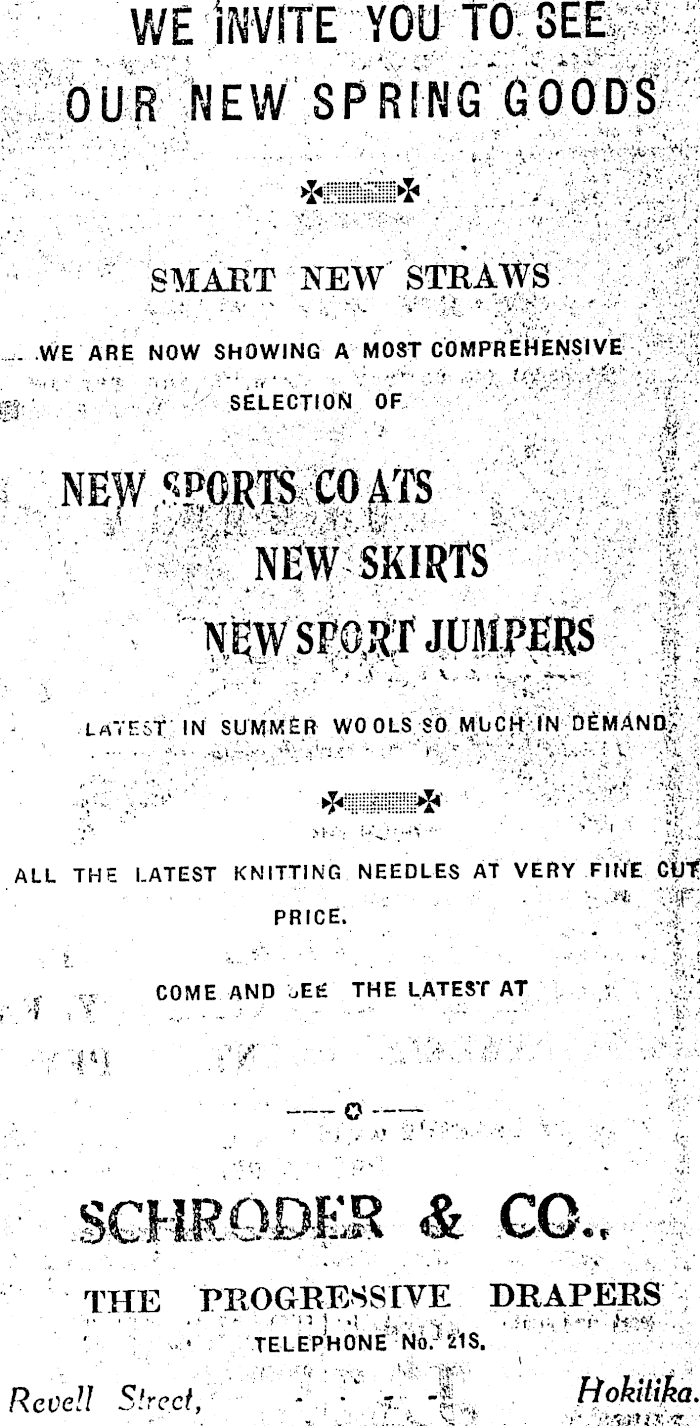 WE INVITE YOU TO SEE
OUR NEW SPRING GOODS
SMART NEW STRAWS
WE ARE NOW SHOWING A MOST COMPREHENSIVE
SELECTION OF
NEW SPORTS COATS
NEW SKIRTS
NEW SPORT JUMPERS
LATEST IN SUMMER WOOLS SO MUCH IN DEMAND
ALL THE LATEST KNITTING NEEDLES AT VERY FINE CUT
PRICE.
COME AND SEE THE LATEST AT
SCHRODER & CO.,
THE PROGRESSIVE DRAPERS
TELEPHONE No. 21S.
Revell Street, - - - - Hokitika.